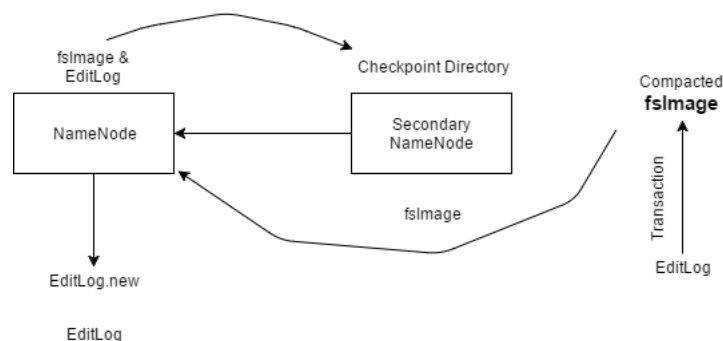 fsImage &
EditLog
Checkpoint Directory
Compacted
fsImage
NameNode
Secondary
NameNode
Transaction
fsImage
EditLog
EditLog.new
EditLog